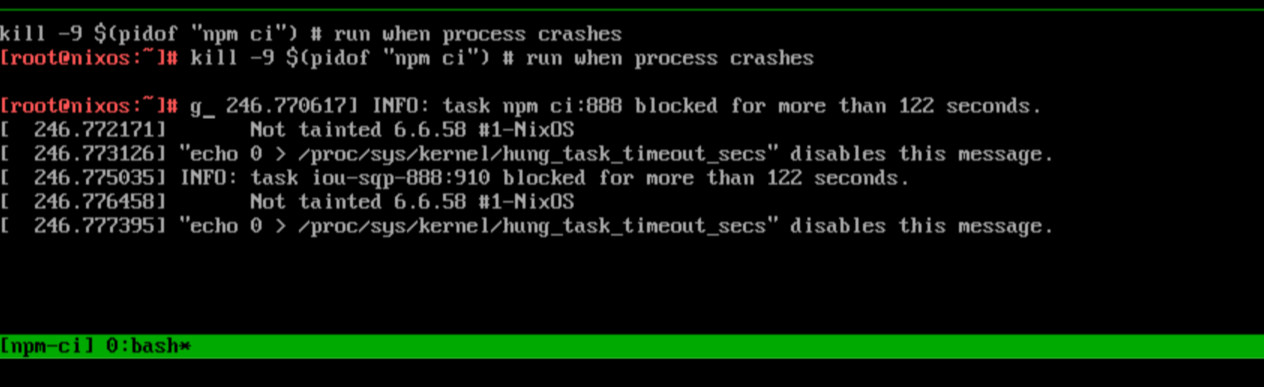 kill -9 $(pidof "npm ci") # run when process crashes
[root@nixos:~]# kill -9 $(pidof "npm ci") # run when process crashes
[root@nixos:~]# g_ 246.770617] INFO: task npm ci:888 blocked for more than 122 seconds.
[  246.772171]       Not tainted 6.6.58 #1-NixOS
[  246.773126] "echo 0 > /proc/sys/kernel/hung_task_timeout_secs" disables this message.
[  246.775035] INFO: task iou-sqp-888:910 blocked for more than 122 seconds.
[  246.776458]       Not tainted 6.6.58 #1-NixOS
[  246.777395] "echo 0 > /proc/sys/kernel/hung_task_timeout_secs" disables this message.
[npm-ci] 0:bash*